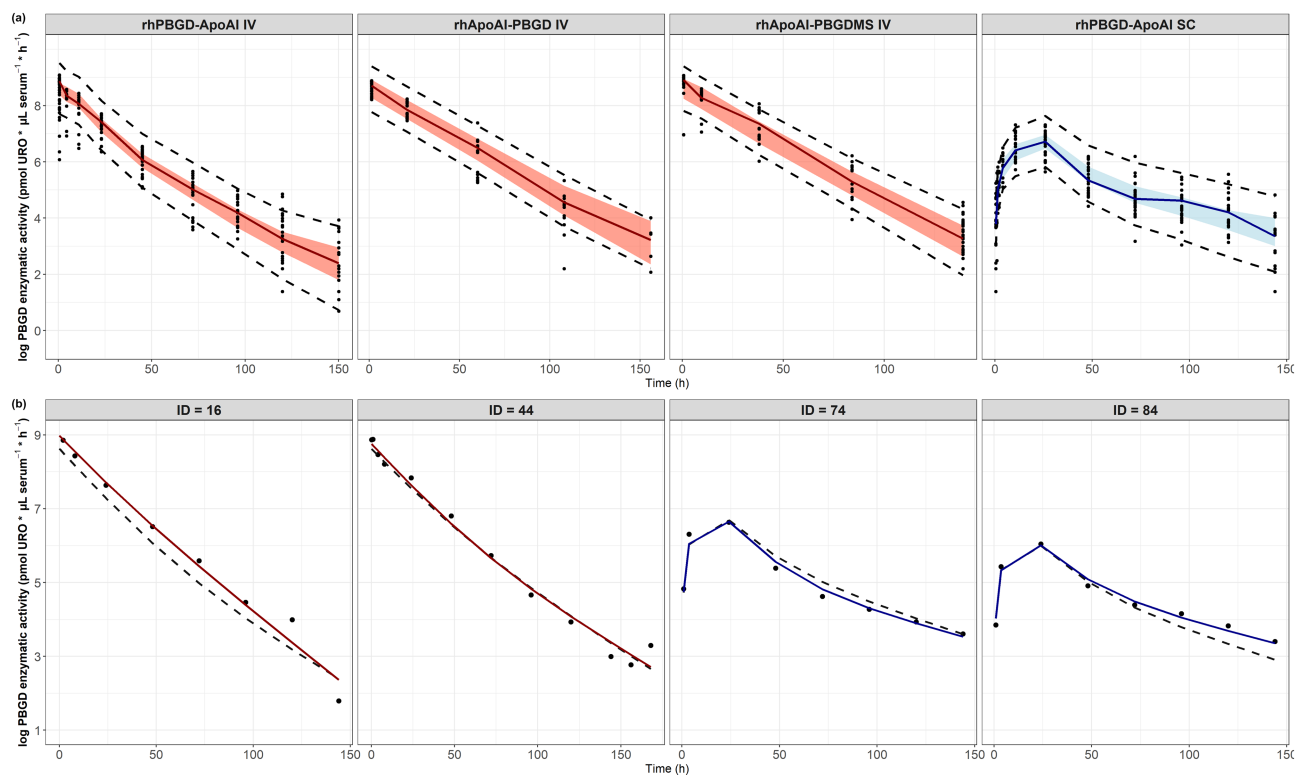 (a)
rhPBGD-ApoAI IV
rhApoAI-PBGD IV
rhApoAI-PBGDMS IV
rhPBGD-ApoAI SC
log PBGD enzymatic activity (pmol URO * µL serum⁻¹ * h⁻¹)
8
6
4
2
0
0 50 100 150
0 50 100 150
0 50 100
0 50 100 150
Time (h)
(b)
ID = 16
ID = 44
ID = 74
ID = 84
log PBGD enzymatic activity (pmol URO * µL serum⁻¹ * h⁻¹)
9
7
5
3
1
0 50 100 150
0 50 100 150
0 50 100 150
0 50 100 150
Time (h)